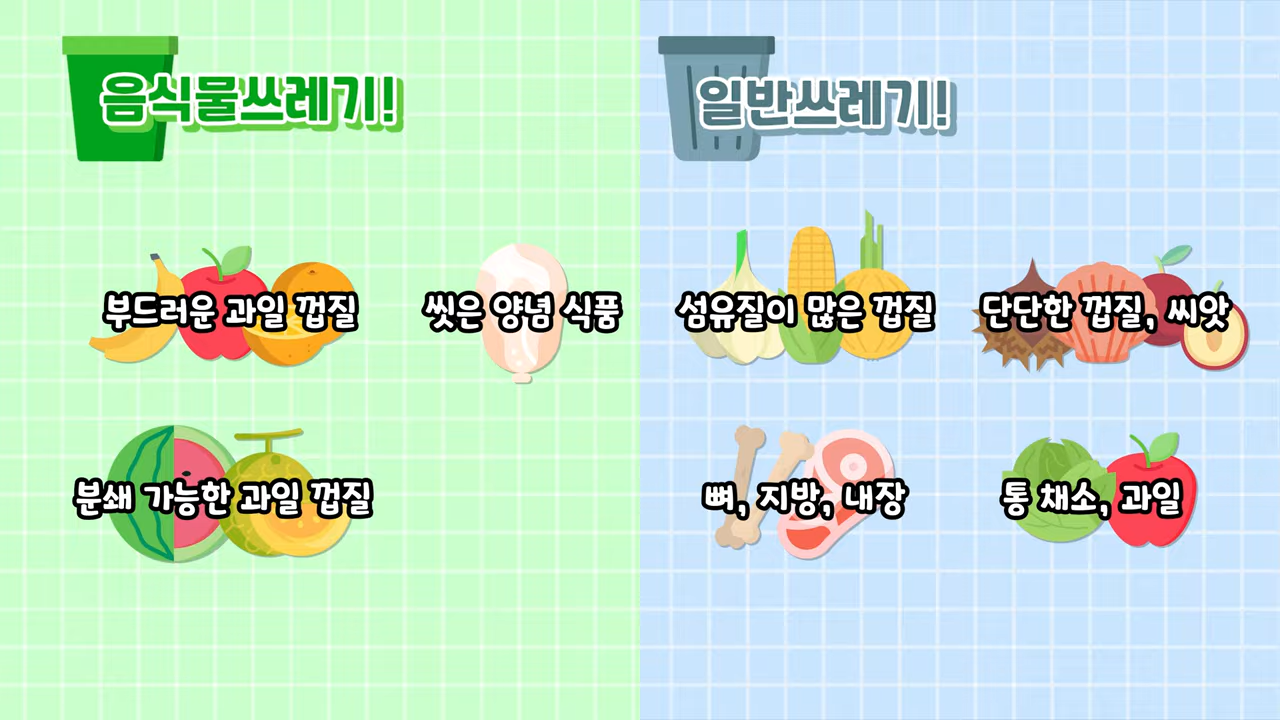 음식물쓰레기!
부드러운 과일 껍질
씻은 양념 식품
분쇄 가능한 과일 껍질
일반쓰레기!
섬유질이 많은 껍질
단단한 껍질, 씨앗
뼈, 지방, 내장
통 채소, 과일